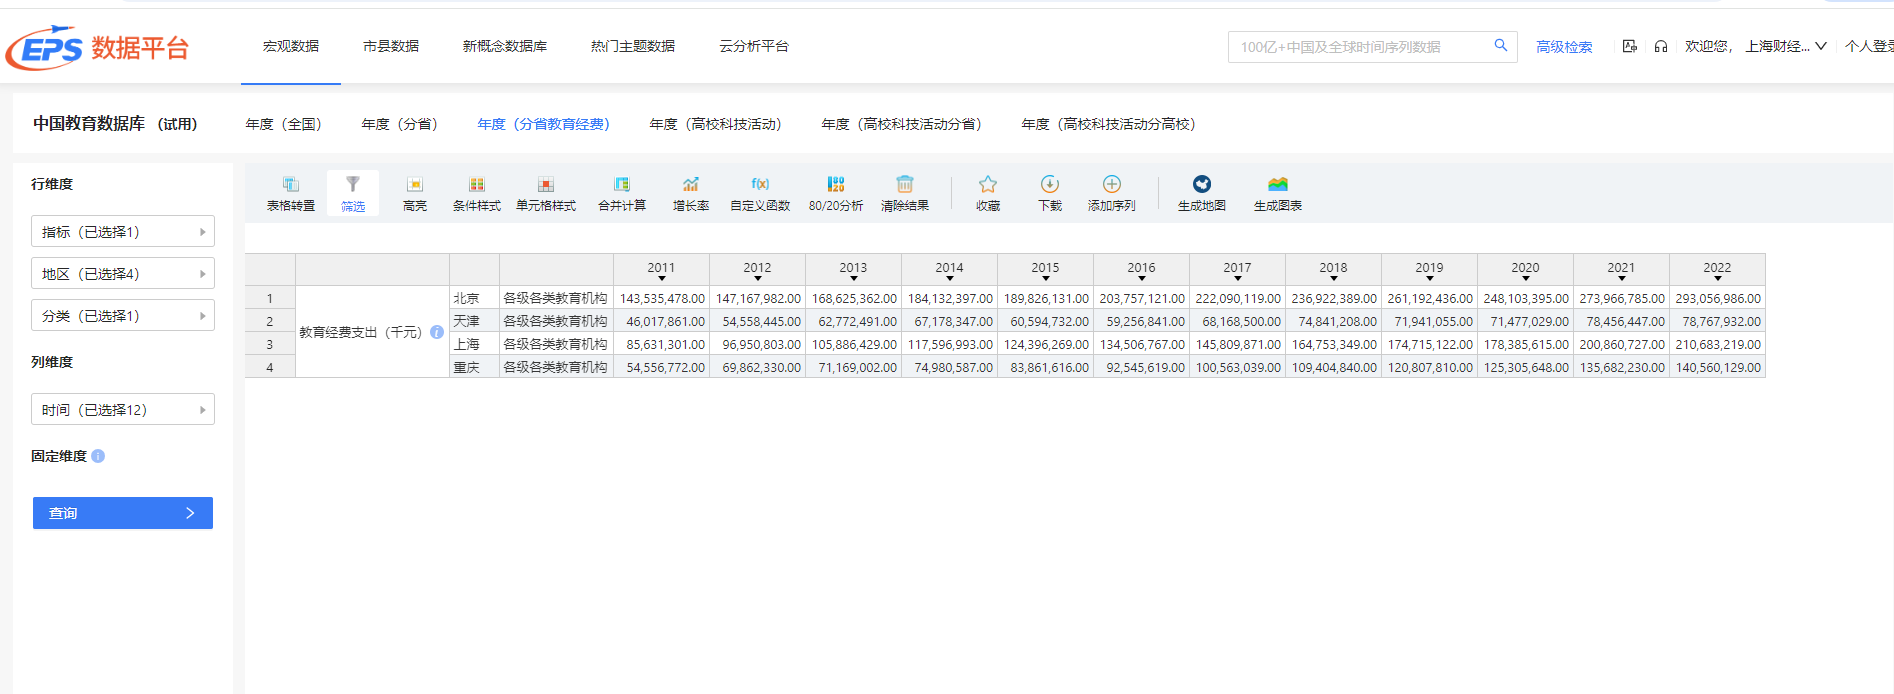 EPS 数据平台 宏观数据 市县数据 新概念数据库 热门主题数据 云分析平台 100亿+中国及全球时间序列数据 高级检索 欢迎您, 上海财经... 个人登录
中国教育数据库 (试用) 年度（全国） 年度（分省） 年度（分省教育经费） 年度（高校科技活动） 年度（高校科技活动分省） 年度（高校科技活动分高校）
行维度
指标（已选择1）
地区（已选择4）
分类（已选择1）
列维度
时间（已选择12）
固定维度
查询
表格转置 筛选 高亮 条件样式 单元格样式 合并计算 增长率 自定义函数 80/20分析 清除结果 收藏 下载 添加序列 生成地图 生成图表
2011 2012 2013 2014 2015 2016 2017 2018 2019 2020 2021 2022
教育经费支出（千元）
1 北京 各级各类教育机构 143,535,478.00 147,167,982.00 168,625,362.00 184,132,397.00 189,826,131.00 203,757,121.00 222,090,119.00 236,922,389.00 261,192,436.00 248,103,395.00 273,966,785.00 293,056,986.00
2 天津 各级各类教育机构 46,017,861.00 54,558,445.00 62,772,491.00 67,178,347.00 60,594,732.00 59,256,841.00 68,168,500.00 74,841,208.00 71,941,055.00 71,477,029.00 78,456,447.00 78,767,932.00
3 上海 各级各类教育机构 85,631,301.00 96,950,803.00 105,886,429.00 117,596,993.00 124,396,269.00 134,506,767.00 145,809,871.00 164,753,349.00 174,715,122.00 178,385,615.00 200,860,727.00 210,683,219.00
4 重庆 各级各类教育机构 54,556,772.00 69,862,330.00 71,169,002.00 74,980,587.00 83,861,616.00 92,545,619.00 100,563,039.00 109,404,840.00 120,807,810.00 125,305,648.00 135,682,230.00 140,560,129.00